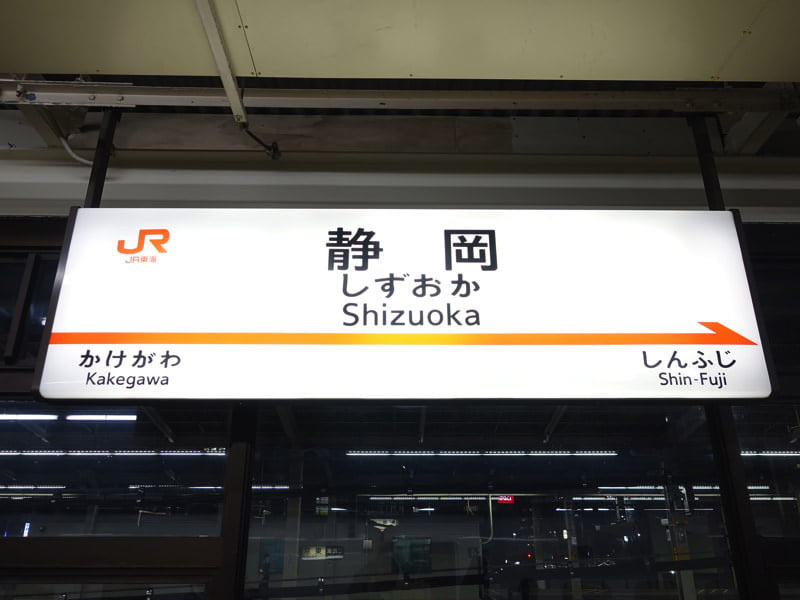 JR
JR東海
静 岡
しずおか
Shizuoka
かけがわ
Kakegawa
しんふじ
Shin-Fuji